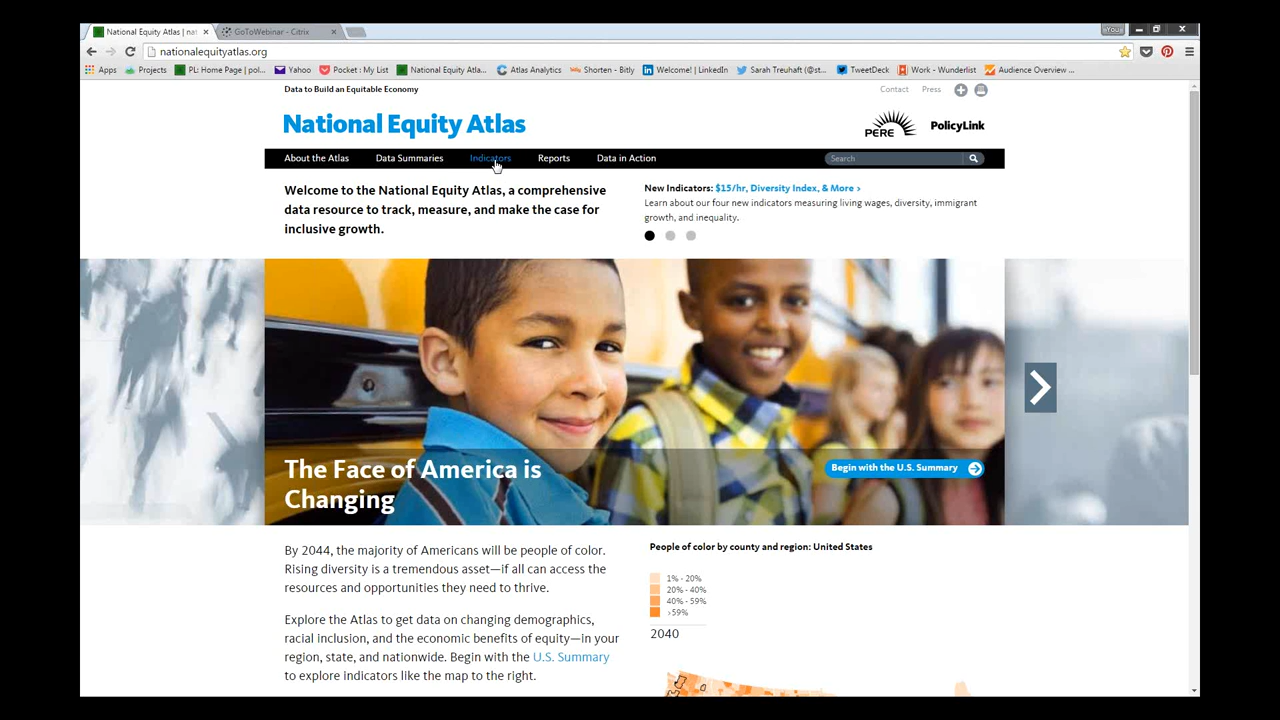 National Equity Atlas | nat
GoToWebinar - Citrix
You
nationalequityatlas.org
Apps
Projects
PL: Home Page | pol...
Yahoo
Pocket : My List
National Equity Atla...
Atlas Analytics
Shorten - Bitly
Welcome! | LinkedIn
Sarah Treuhaft (@st...
TweetDeck
Work - Wunderlist
Audience Overview ...
Data to Build an Equitable Economy
Contact
Press
National Equity Atlas
PERE
PolicyLink
About the Atlas
Data Summaries
Indicators
Reports
Data in Action
Search
Welcome to the National Equity Atlas, a comprehensive
data resource to track, measure, and make the case for
inclusive growth.
New Indicators: $15/hr, Diversity Index, & More >
Learn about our four new indicators measuring living wages, diversity, immigrant
growth, and inequality.
The Face of America is
Changing
Begin with the U.S. Summary
By 2044, the majority of Americans will be people of color.
Rising diversity is a tremendous asset—if all can access the
resources and opportunities they need to thrive.
Explore the Atlas to get data on changing demographics,
racial inclusion, and the economic benefits of equity—in your
region, state, and nationwide. Begin with the U.S. Summary
to explore indicators like the map to the right.
People of color by county and region: United States
1% - 20%
20% - 40%
40% - 59%
>59%
2040